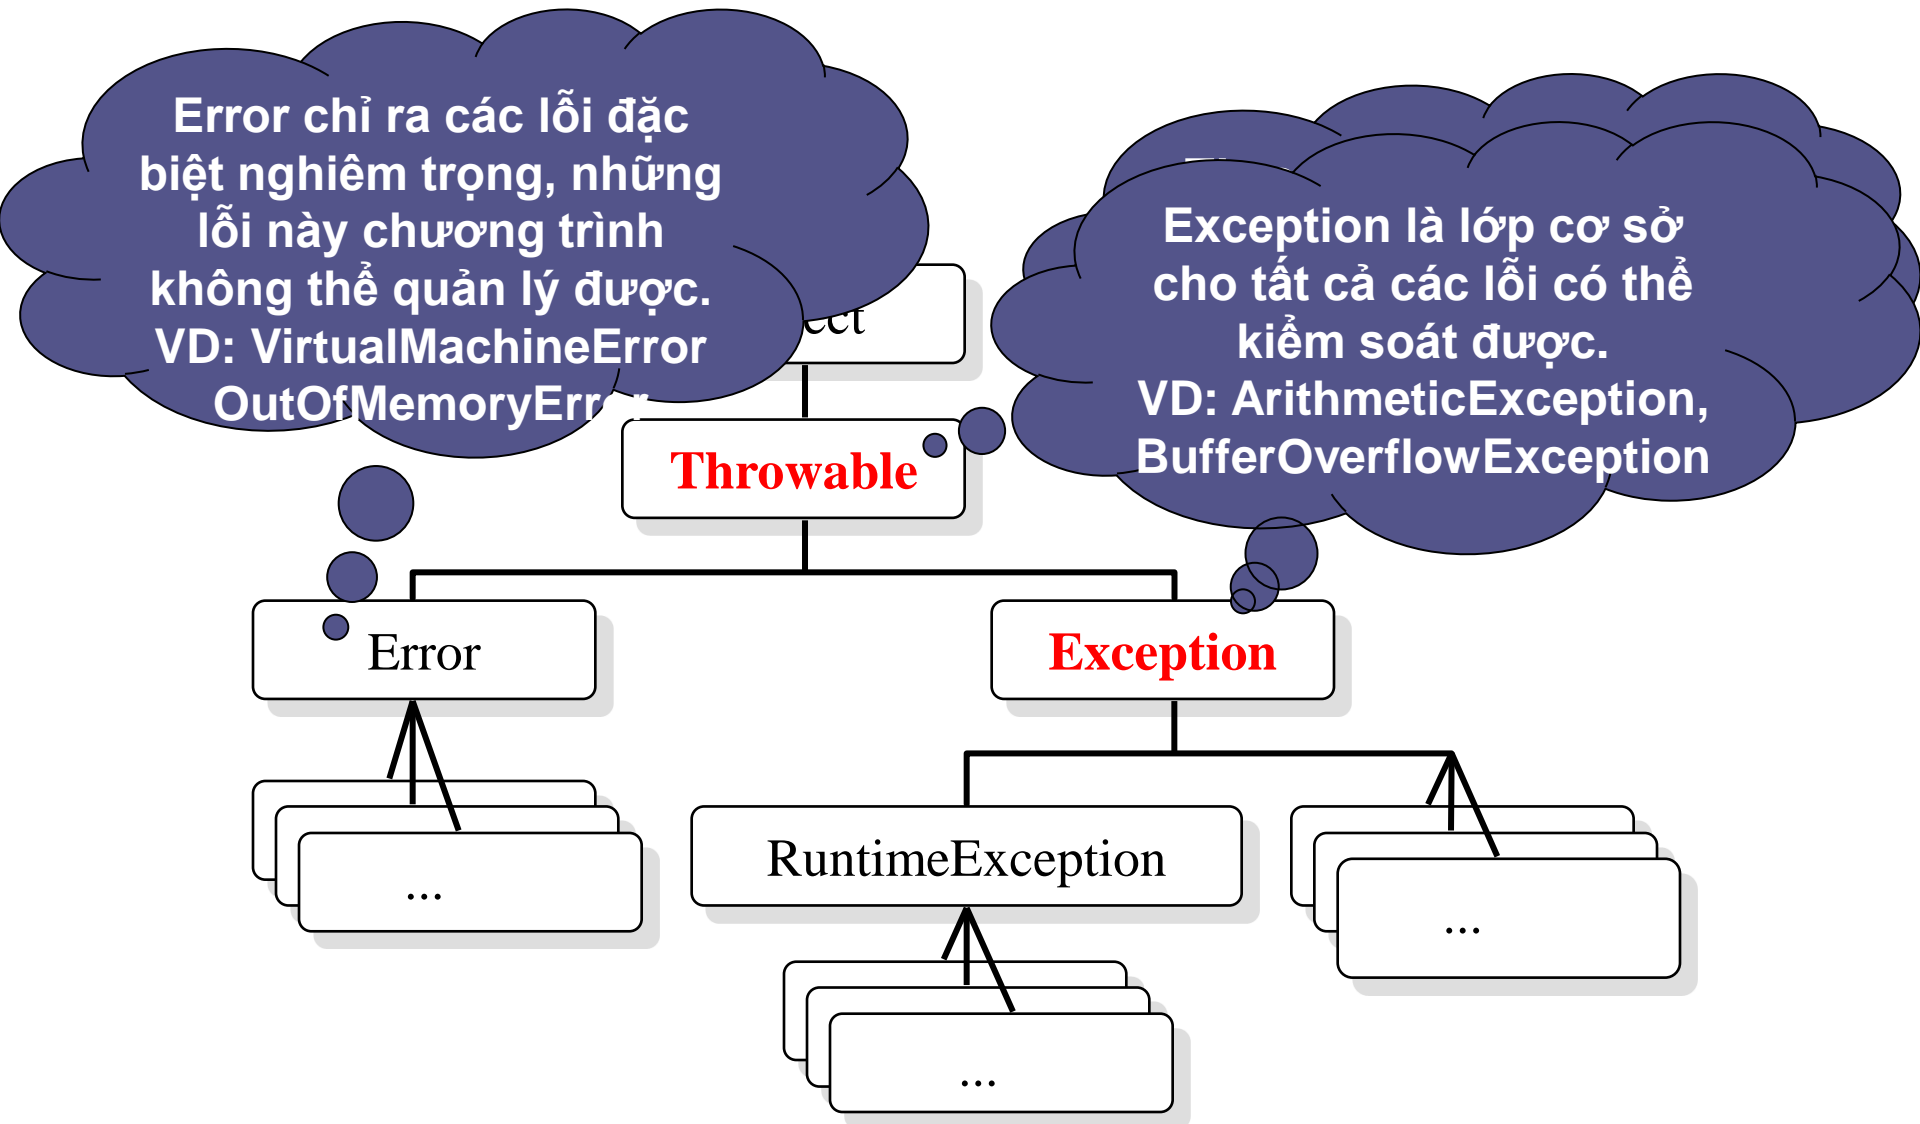 Error chỉ ra các lỗi đặc
biệt nghiêm trọng, những
lỗi này chương trình
không thể quản lý được.
VD: VirtualMachineError
OutOfMemoryError
Exception là lớp cơ sở
cho tất cả các lỗi có thể
kiểm soát được.
VD: ArithmeticException,
BufferOverflowException
ect
Throwable
Error
Exception
RuntimeException
...
...
...